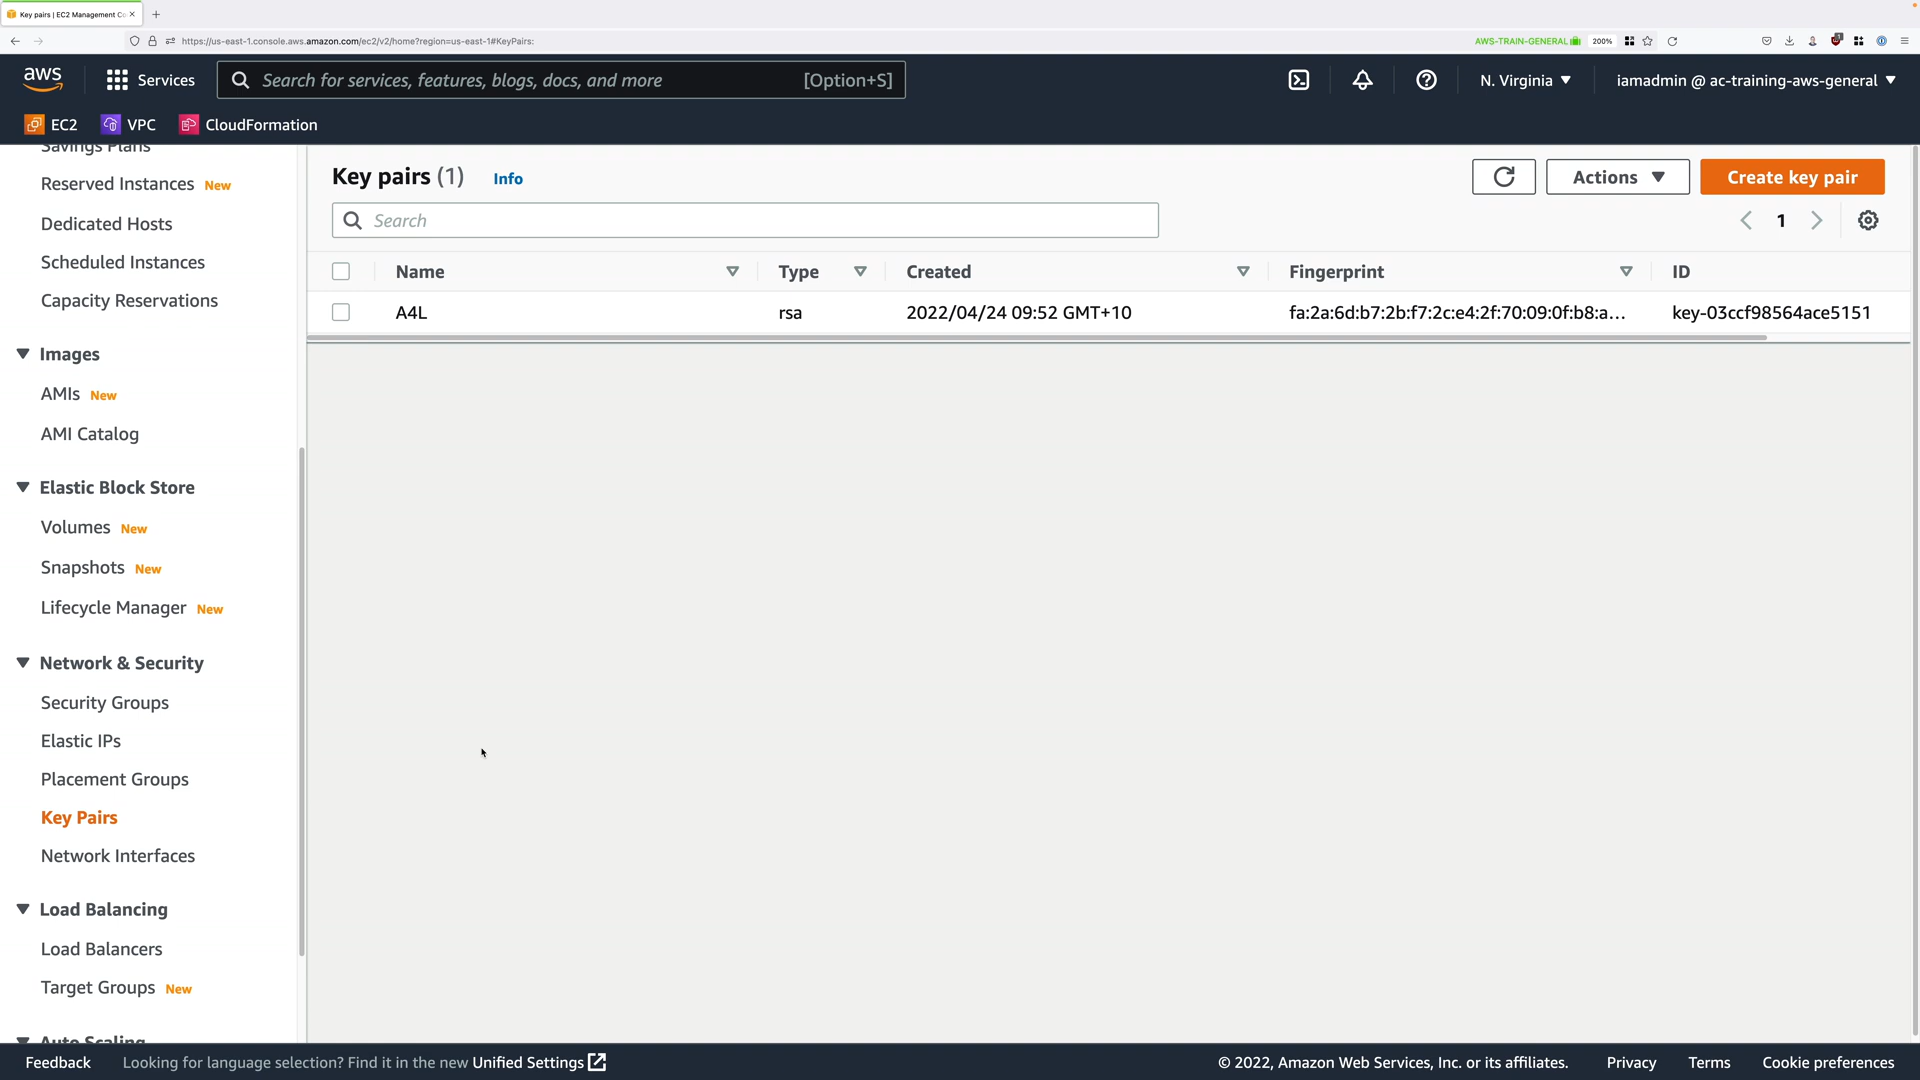 Key pairs | EC2 Management Co
https://us-east-1.console.aws.amazon.com/ec2/v2/home?region=us-east-1#KeyPairs:
AWS-TRAIN-GENERAL
200%
aws
Services
Search for services, features, blogs, docs, and more
[Option+S]
N. Virginia
iamadmin @ ac-training-aws-general
EC2
VPC
CloudFormation
Savings Plans
Reserved Instances New
Dedicated Hosts
Scheduled Instances
Capacity Reservations
Images
AMIs New
AMI Catalog
Elastic Block Store
Volumes New
Snapshots New
Lifecycle Manager New
Network & Security
Security Groups
Elastic IPs
Placement Groups
Key Pairs
Network Interfaces
Load Balancing
Load Balancers
Target Groups New
Auto Scaling
Key pairs (1) Info
Actions
Create key pair
Search
1
Name Type Created Fingerprint ID
A4L rsa 2022/04/24 09:52 GMT+10 fa:2a:6d:b7:2b:f7:2c:e4:2f:70:09:0f:b8:a... key-03ccf98564ace5151
Feedback
Looking for language selection? Find it in the new Unified Settings
© 2022, Amazon Web Services, Inc. or its affiliates.
Privacy
Terms
Cookie preferences